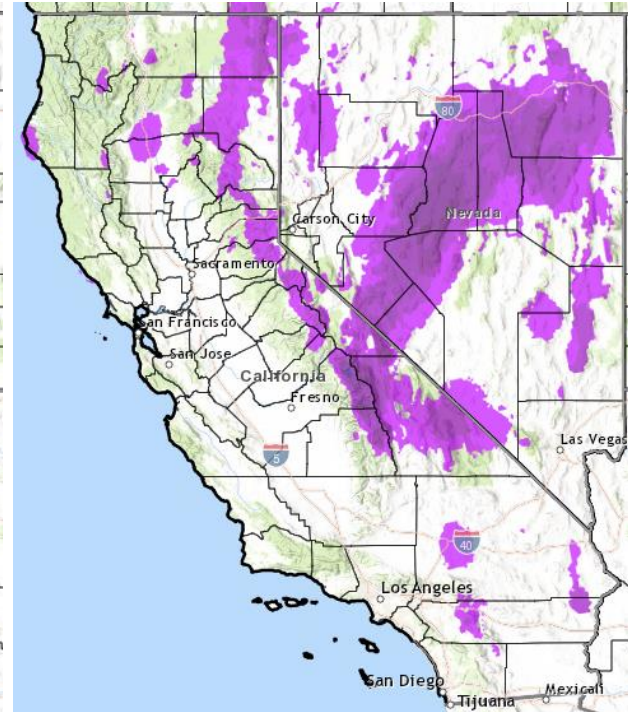 80
Carson City
Nevada
Sacramento
San Francisco
San Jose
California
Fresno
5
Las Vegas
40
Los Angeles
San Diego
Tijuana
Mexicali